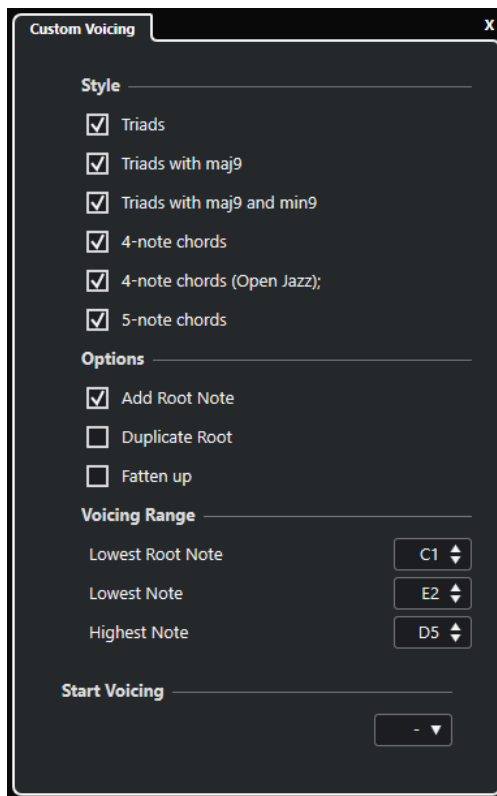 Custom Voicing
X
Style
Triads
Triads with maj9
Triads with maj9 and min9
4-note chords
4-note chords (Open Jazz);
5-note chords
Options
Add Root Note
Duplicate Root
Fatten up
Voicing Range
Lowest Root Note C1
Lowest Note E2
Highest Note D5
Start Voicing
-